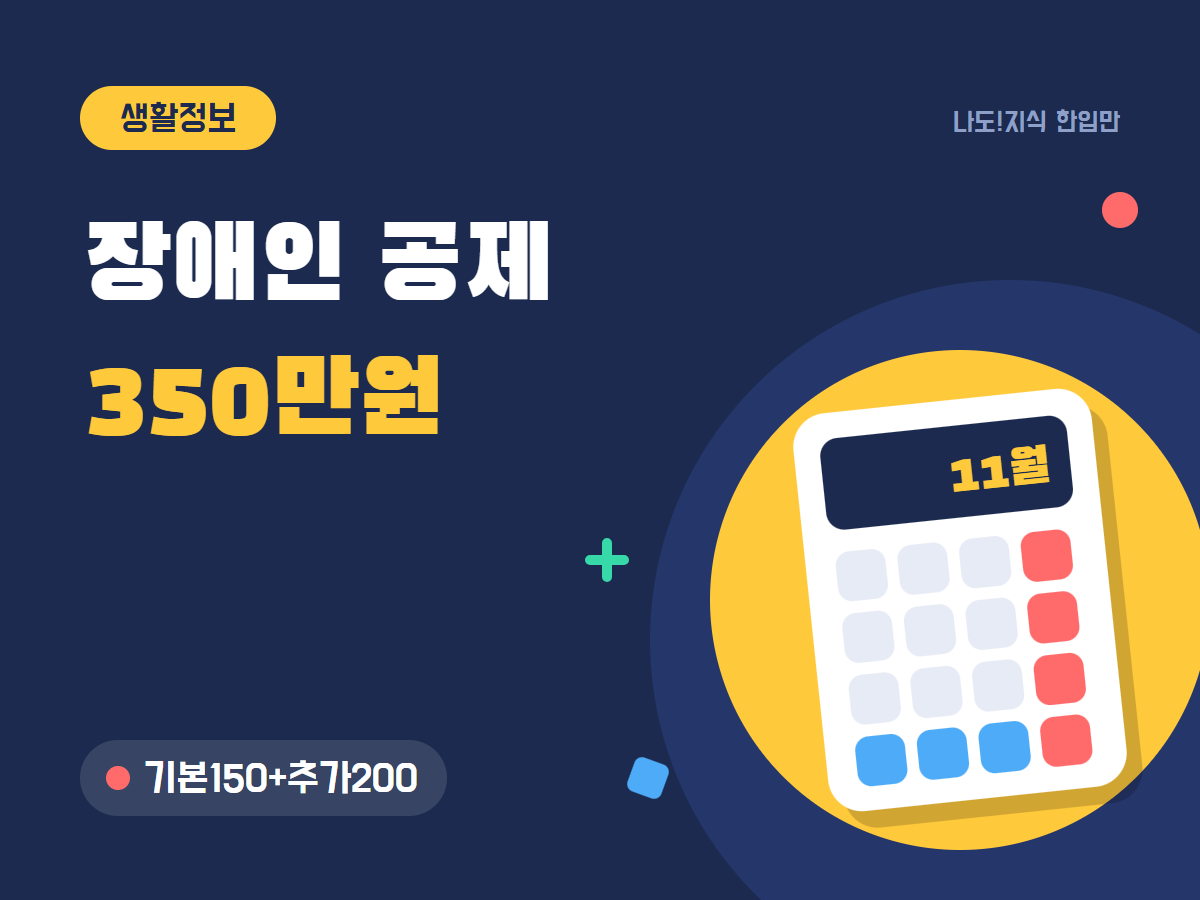 생활정보
나도!지식 한입만
장애인 공제
350만원
11월
기본150+추가200